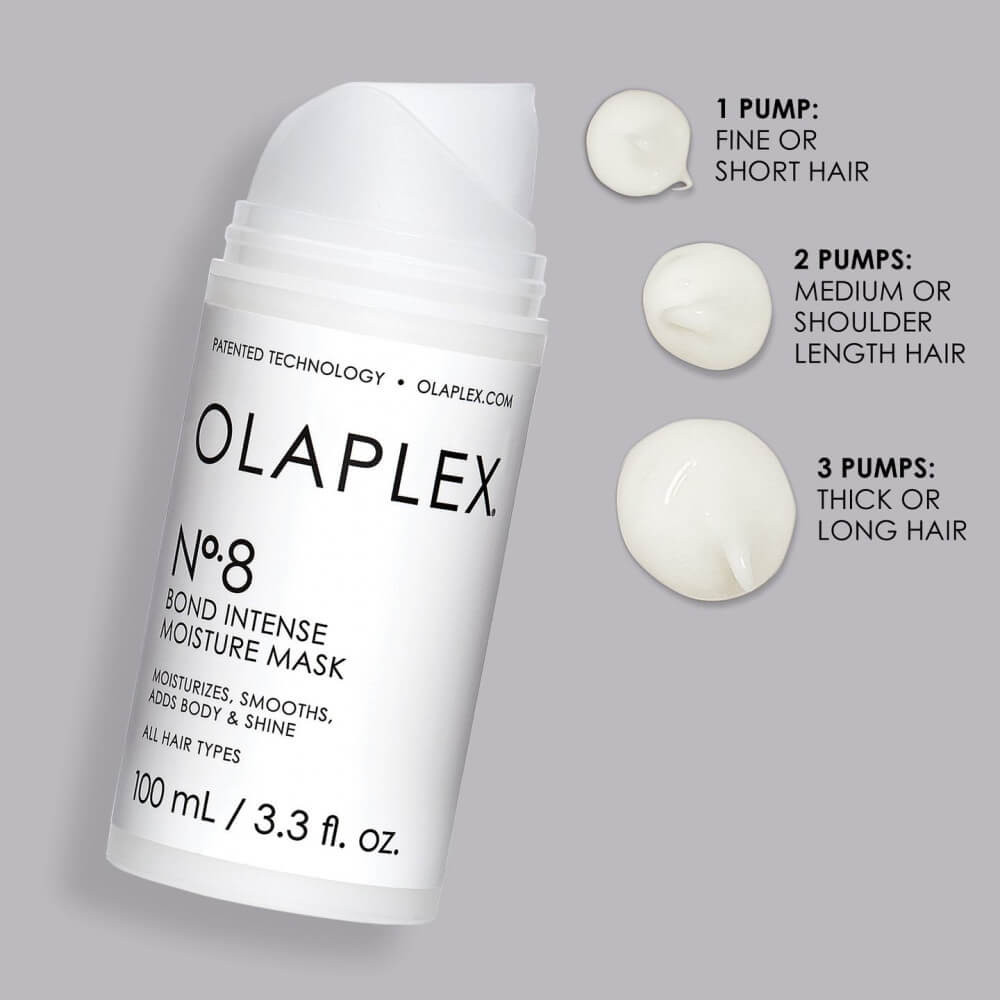 PATENTED TECHNOLOGY • OLAPLEX.COM
OLAPLEX®
Nº.8
BOND INTENSE
MOISTURE MASK
MOISTURIZES, SMOOTHS,
ADDS BODY & SHINE
ALL HAIR TYPES
100 mL / 3.3 fl. oz.
1 PUMP:
FINE OR
SHORT HAIR
2 PUMPS:
MEDIUM OR
SHOULDER
LENGTH HAIR
3 PUMPS:
THICK OR
LONG HAIR